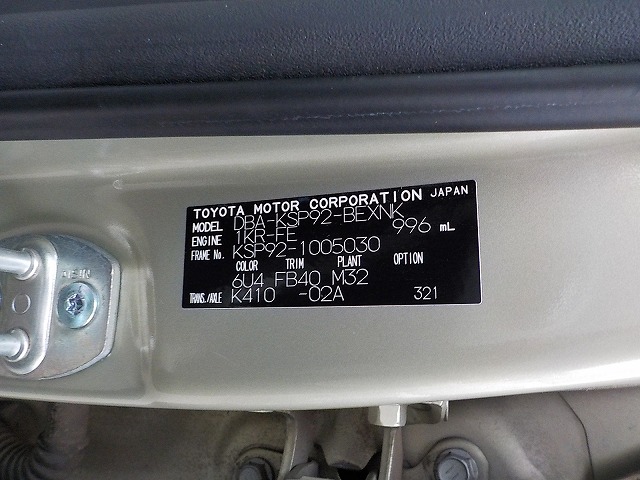 TOYOTA MOTOR CORPORATION JAPAN
MODEL DBA-KSP92-BEXNK
ENGINE 1KR-FE 996 mL
FRAME No. KSP92-1005030
COLOR TRIM PLANT OPTION
6U4 FB40 M32
TRANS./AXLE K410 -02A 321